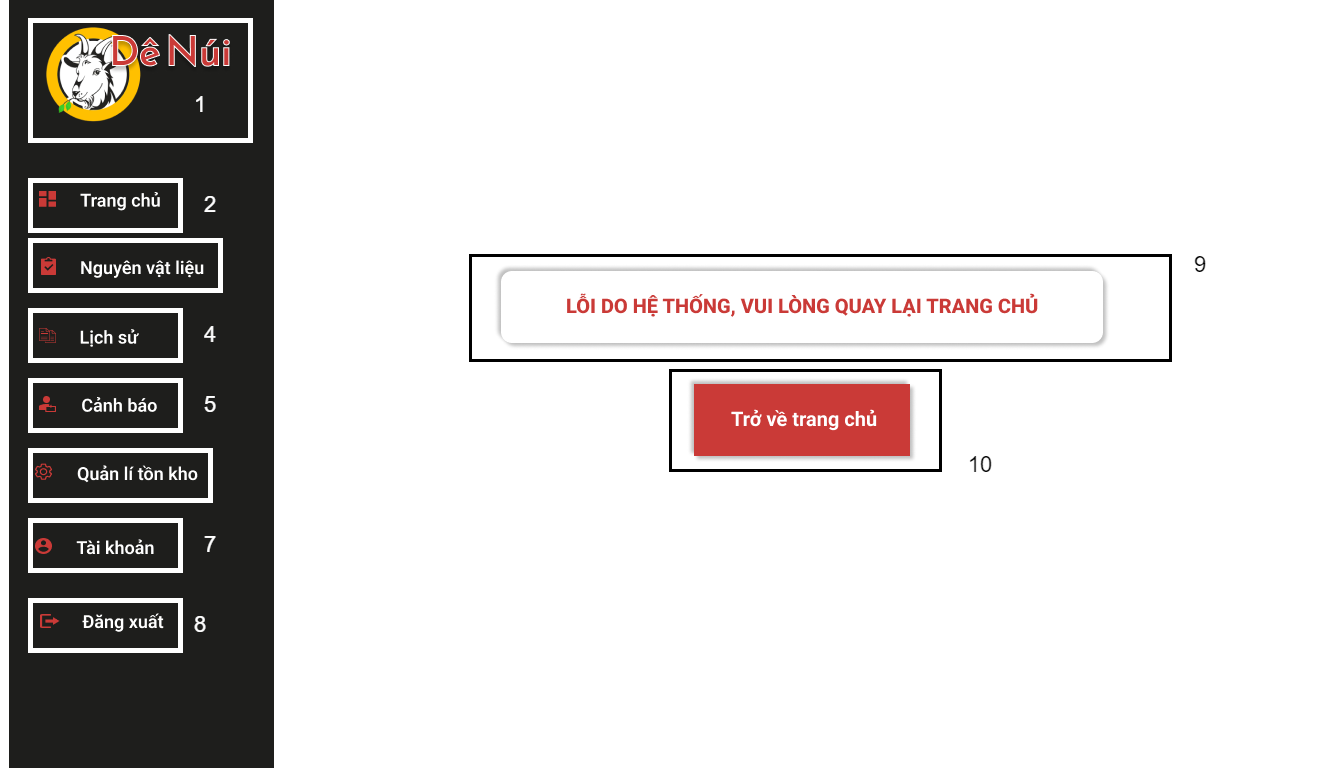 Dê Núi
1
Trang chủ 2
Nguyên vật liệu
Lịch sử 4
Cảnh báo 5
Quản lí tồn kho
Tài khoản 7
Đăng xuất 8
9
LỖI DO HỆ THỐNG, VUI LÒNG QUAY LẠI TRANG CHỦ
Trở về trang chủ
10